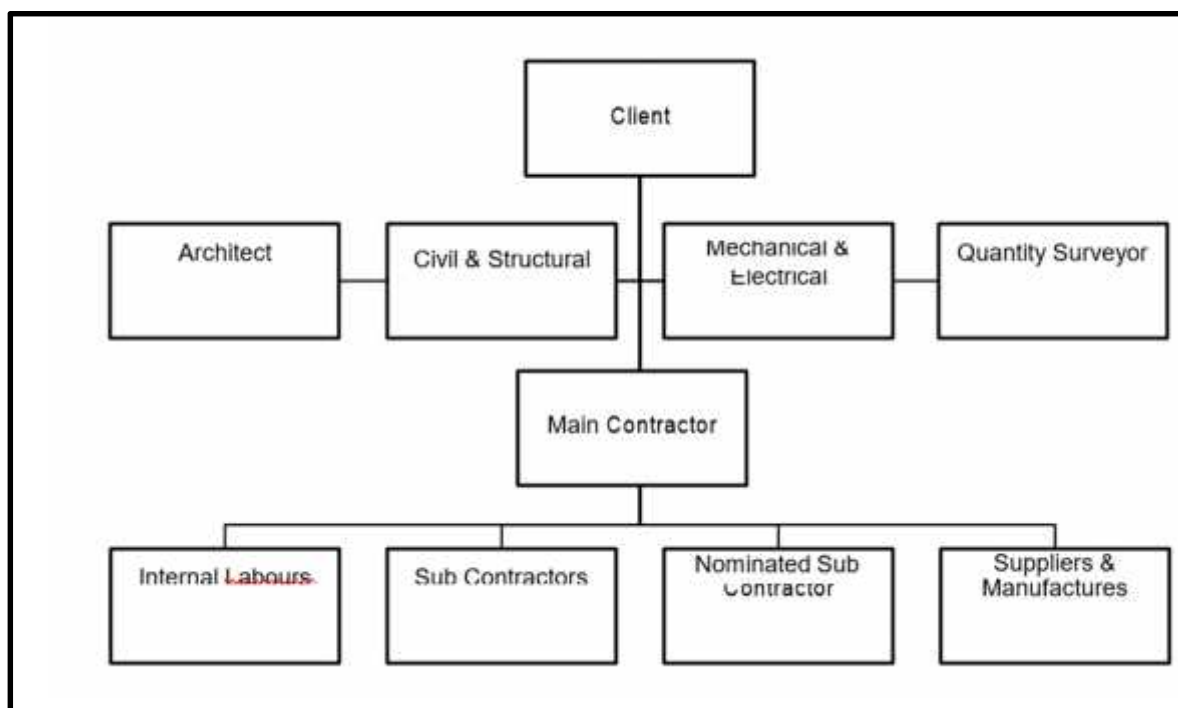 Client
Architect
Civil & Structural
Mechanical &
Electrical
Quantity Surveyor
Main Contractor
Internal Labours
Sub Contractors
Nominated Sub
Contractor
Suppliers &
Manufactures